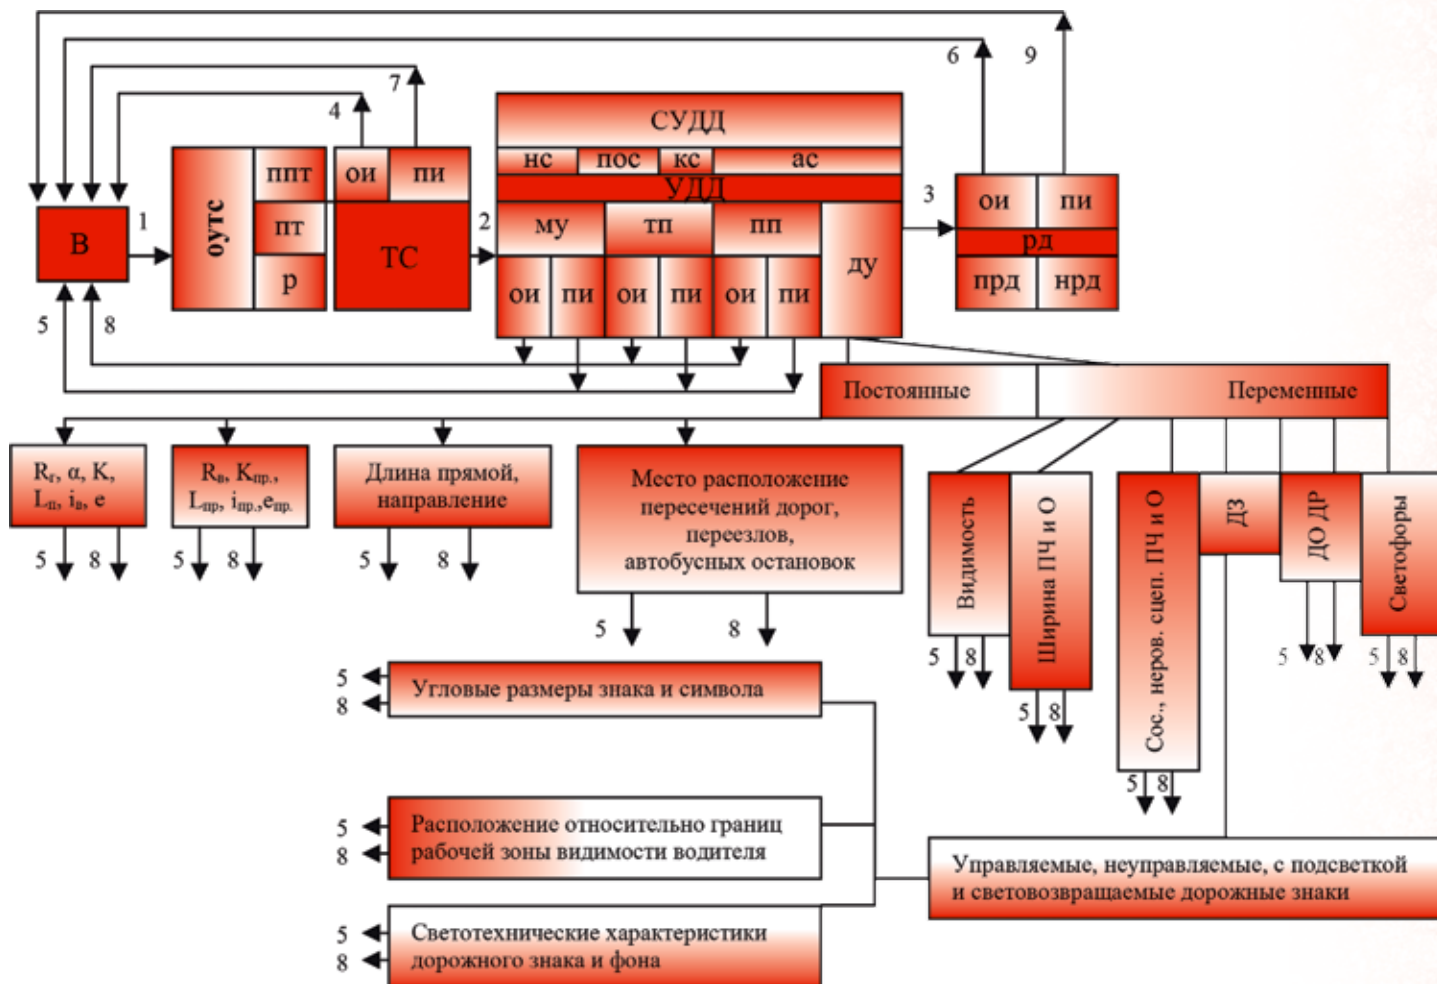 6
9
7
4
СУДД
нс пос кс ас
УДД
ппт
ои пи
оутс
1
2
3
В
пт
ТС
му тп пп
ду
ои пи
рд
р
ои пи ои пи ои пи
прд нрд
5 8
Постоянные
Переменные
Rг, α, K,
Lп, iв, e
Rв, Kпр.,
Lпр, iпр.,eпр.
Длина прямой,
направление
Место расположение
пересечений дорог,
переезлов,
автобусных остановок
5 8
5 8
5 8
5 8
Видимость
Ширина ПЧ и О
Сос., неров. сцеп. ПЧ и О
ДЗ
ДО ДР
Светофоры
5 8
5 8
5 8
5 8
5 8
5
8
Угловые размеры знака и символа
5
8
Расположение относительно границ
рабочей зоны видимости водителя
Управляемые, неуправляемые, с подсветкой
и световозвращаемые дорожные знаки
5
8
Светотехнические характеристики
дорожного знака и фона